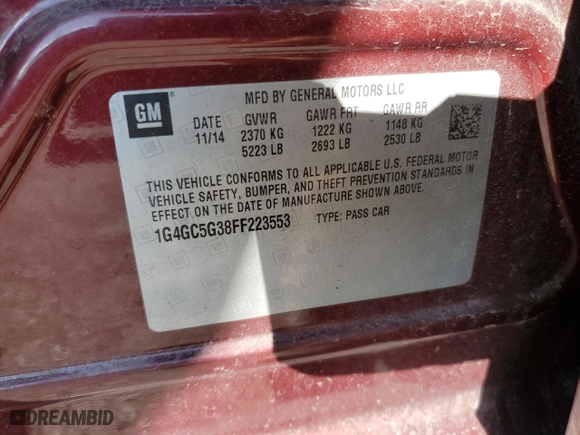 GM
MFD BY GENERAL MOTORS LLC
DATE GVWR GAWR FRT GAWR RR
11/14 2370 KG 1222 KG 1148 KG
5223 LB 2693 LB 2530 LB
THIS VEHICLE CONFORMS TO ALL APPLICABLE U.S. FEDERAL MOTOR
VEHICLE SAFETY, BUMPER, AND THEFT PREVENTION STANDARDS IN
EFFECT ON THE DATE OF MANUFACTURE SHOWN ABOVE.
1G4GC5G38FF223553 TYPE: PASS CAR
DREAMBID